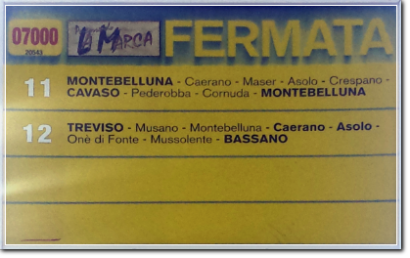 07000 La Marca FERMATA
20543
11 MONTEBELLUNA - Caerano - Maser - Asolo - Crespano -
CAVASO - Pederobba - Cornuda - MONTEBELLUNA
12 TREVISO - Musano - Montebelluna - Caerano - Asolo -
Onè di Fonte - Mussolente - BASSANO